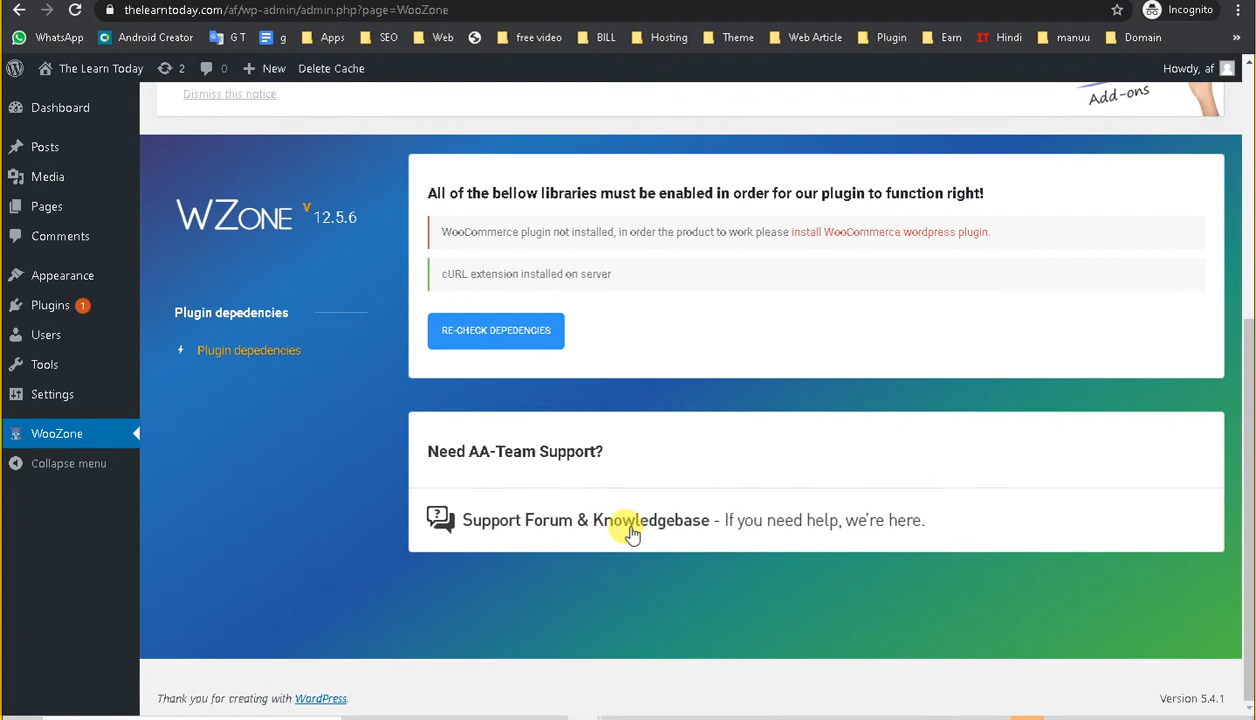 thelearntoday.com/af/wp-admin/admin.php?page=WooZone
Incognito
WhatsApp
Android Creator
G T
g
Apps
SEO
Web
free video
BILL
Hosting
Theme
Web Article
Plugin
Earn
IT Hindi
manuu
Domain
»
The Learn Today
2
0
New
Delete Cache
Howdy, af
Dashboard
Posts
Media
Pages
Comments
Appearance
Plugins 1
Users
Tools
Settings
WooZone
Collapse menu
Dismiss this notice
Add-ons
WZONE V 12.5.6
Plugin depedencies
Plugin depedencies
All of the bellow libraries must be enabled in order for our plugin to function right!
WooCommerce plugin not installed, in order the product to work please install WooCommerce wordpress plugin.
cURL extension installed on server
RE-CHECK DEPEDENCIES
Need AA-Team Support?
Support Forum & Knowledgebase - If you need help, we're here.
Thank you for creating with WordPress.
Version 5.4.1